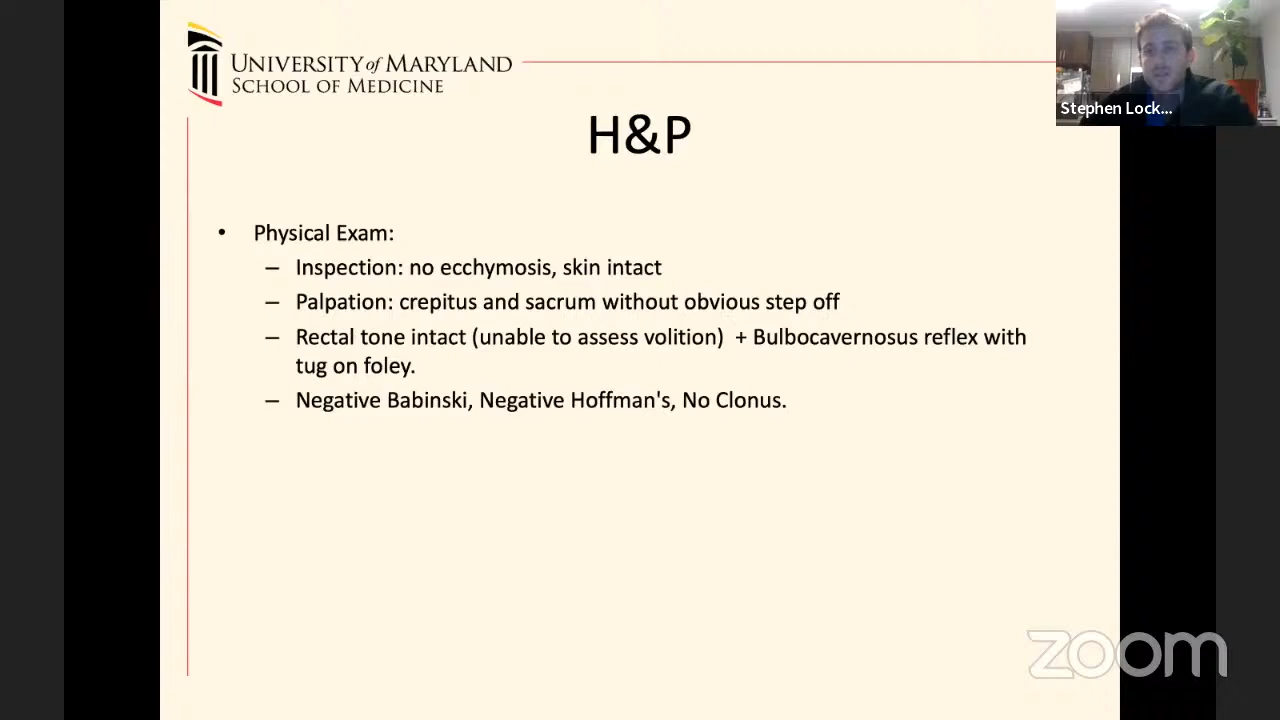 UNIVERSITY of MARYLAND
SCHOOL OF MEDICINE
Stephen Lock...
H&P
• Physical Exam:
– Inspection: no ecchymosis, skin intact
– Palpation: crepitus and sacrum without obvious step off
– Rectal tone intact (unable to assess volition) + Bulbocavernosus reflex with
tug on foley.
– Negative Babinski, Negative Hoffman's, No Clonus.
zoom